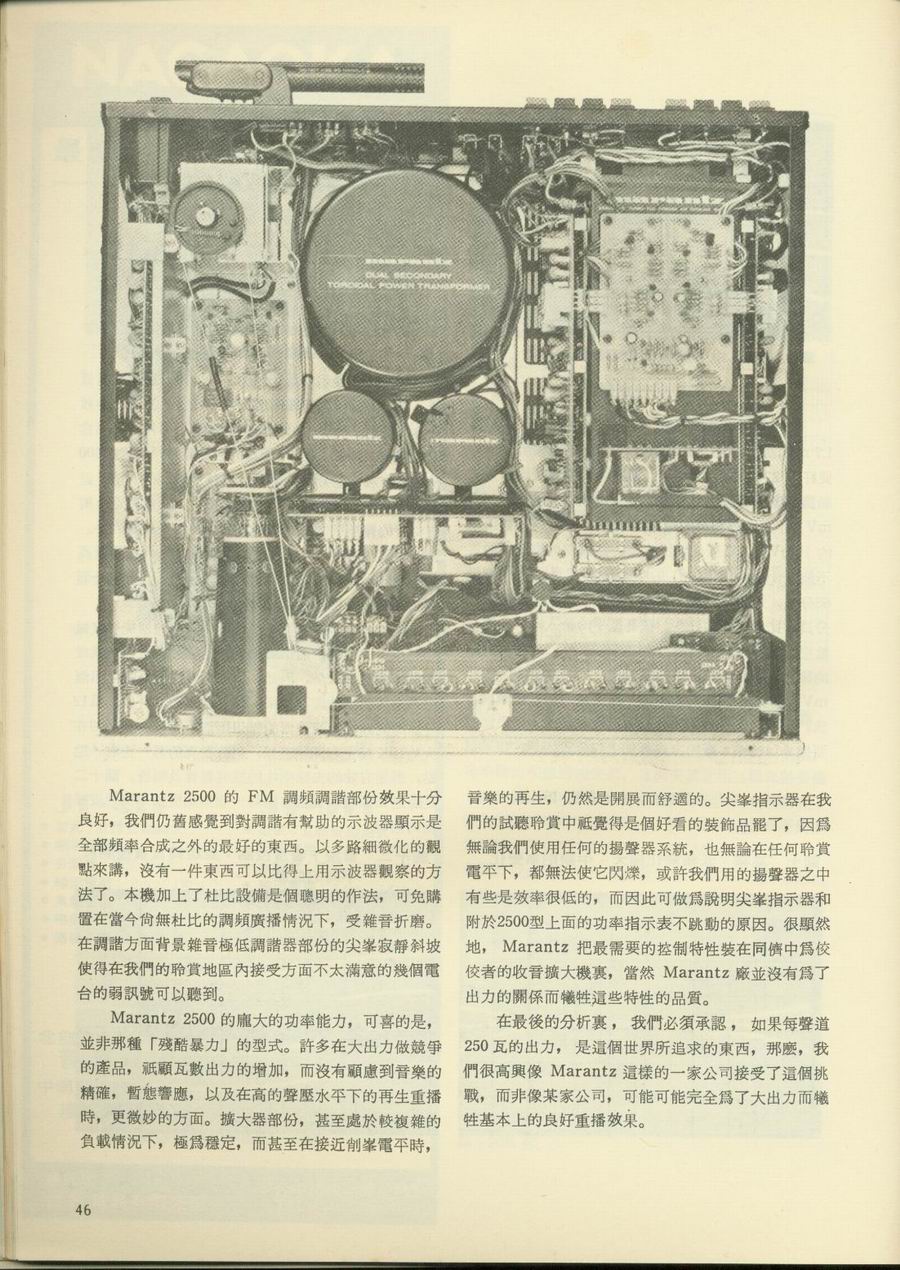 marantz
DUAL SECONDARY
TOROIDAL POWER TRANSFORMER
marantz
marantz
marantz
Marantz 2500 的 FM 調頻調諧部份效果十分
良好，我們仍舊感覺到對調諧有幫助的示波器顯示是
全部頻率合成之外的最好的東西。以多路細微化的觀
點來講，沒有一件東西可以比得上用示波器觀察的方
法了。本機加上了杜比設備是個聰明的作法，可免購
置在當今尙無杜比的調頻廣播情況下，受雜音折磨。
在調諧方面背景雜音極低調諧器部份的尖峯寂靜斜坡
使得在我們的聆賞地區內接受方面不太滿意的幾個電
台的弱訊號可以聽到。
Marantz 2500 的龐大的功率能力，可喜的是，
並非那種「殘酷暴力」的型式。許多在大出力做競爭
的產品，祇顧瓦數出力的增加，而沒有顧慮到音樂的
精確，暫態響應，以及在高的聲壓水平下的再生重播
時，更微妙的方面。擴大器部份，甚至處於較複雜的
負載情況下，極爲穩定，而甚至在接近削峯電平時，
音樂的再生，仍然是開展而舒適的。尖峯指示器在我
們的試聽聆賞中祗覺得是個好看的裝飾品罷了，因爲
無論我們使用任何的揚聲器系統，也無論在任何聆賞
電平下，都無法使它閃爍，或許我們用的揚聲器之中
有些是效率很低的，而因此可做爲說明尖峯指示器和
附於2500型上面的功率指示表不跳動的原因。很顯然
地， Marantz 把最需要的控制特性裝在同儕中爲佼
佼者的收音擴大機裏，當然 Marantz 廠並沒有爲了
出力的關係而犧牲這些特性的品質。
在最後的分析裏，我們必須承認，如果每聲道
250 瓦的出力，是這個世界所追求的東西，那麼，我
們很高興像 Marantz 這樣的一家公司接受了這個挑
戰，而非像某家公司，可能可能完全爲了大出力而犧
牲基本上的良好重播效果。
46